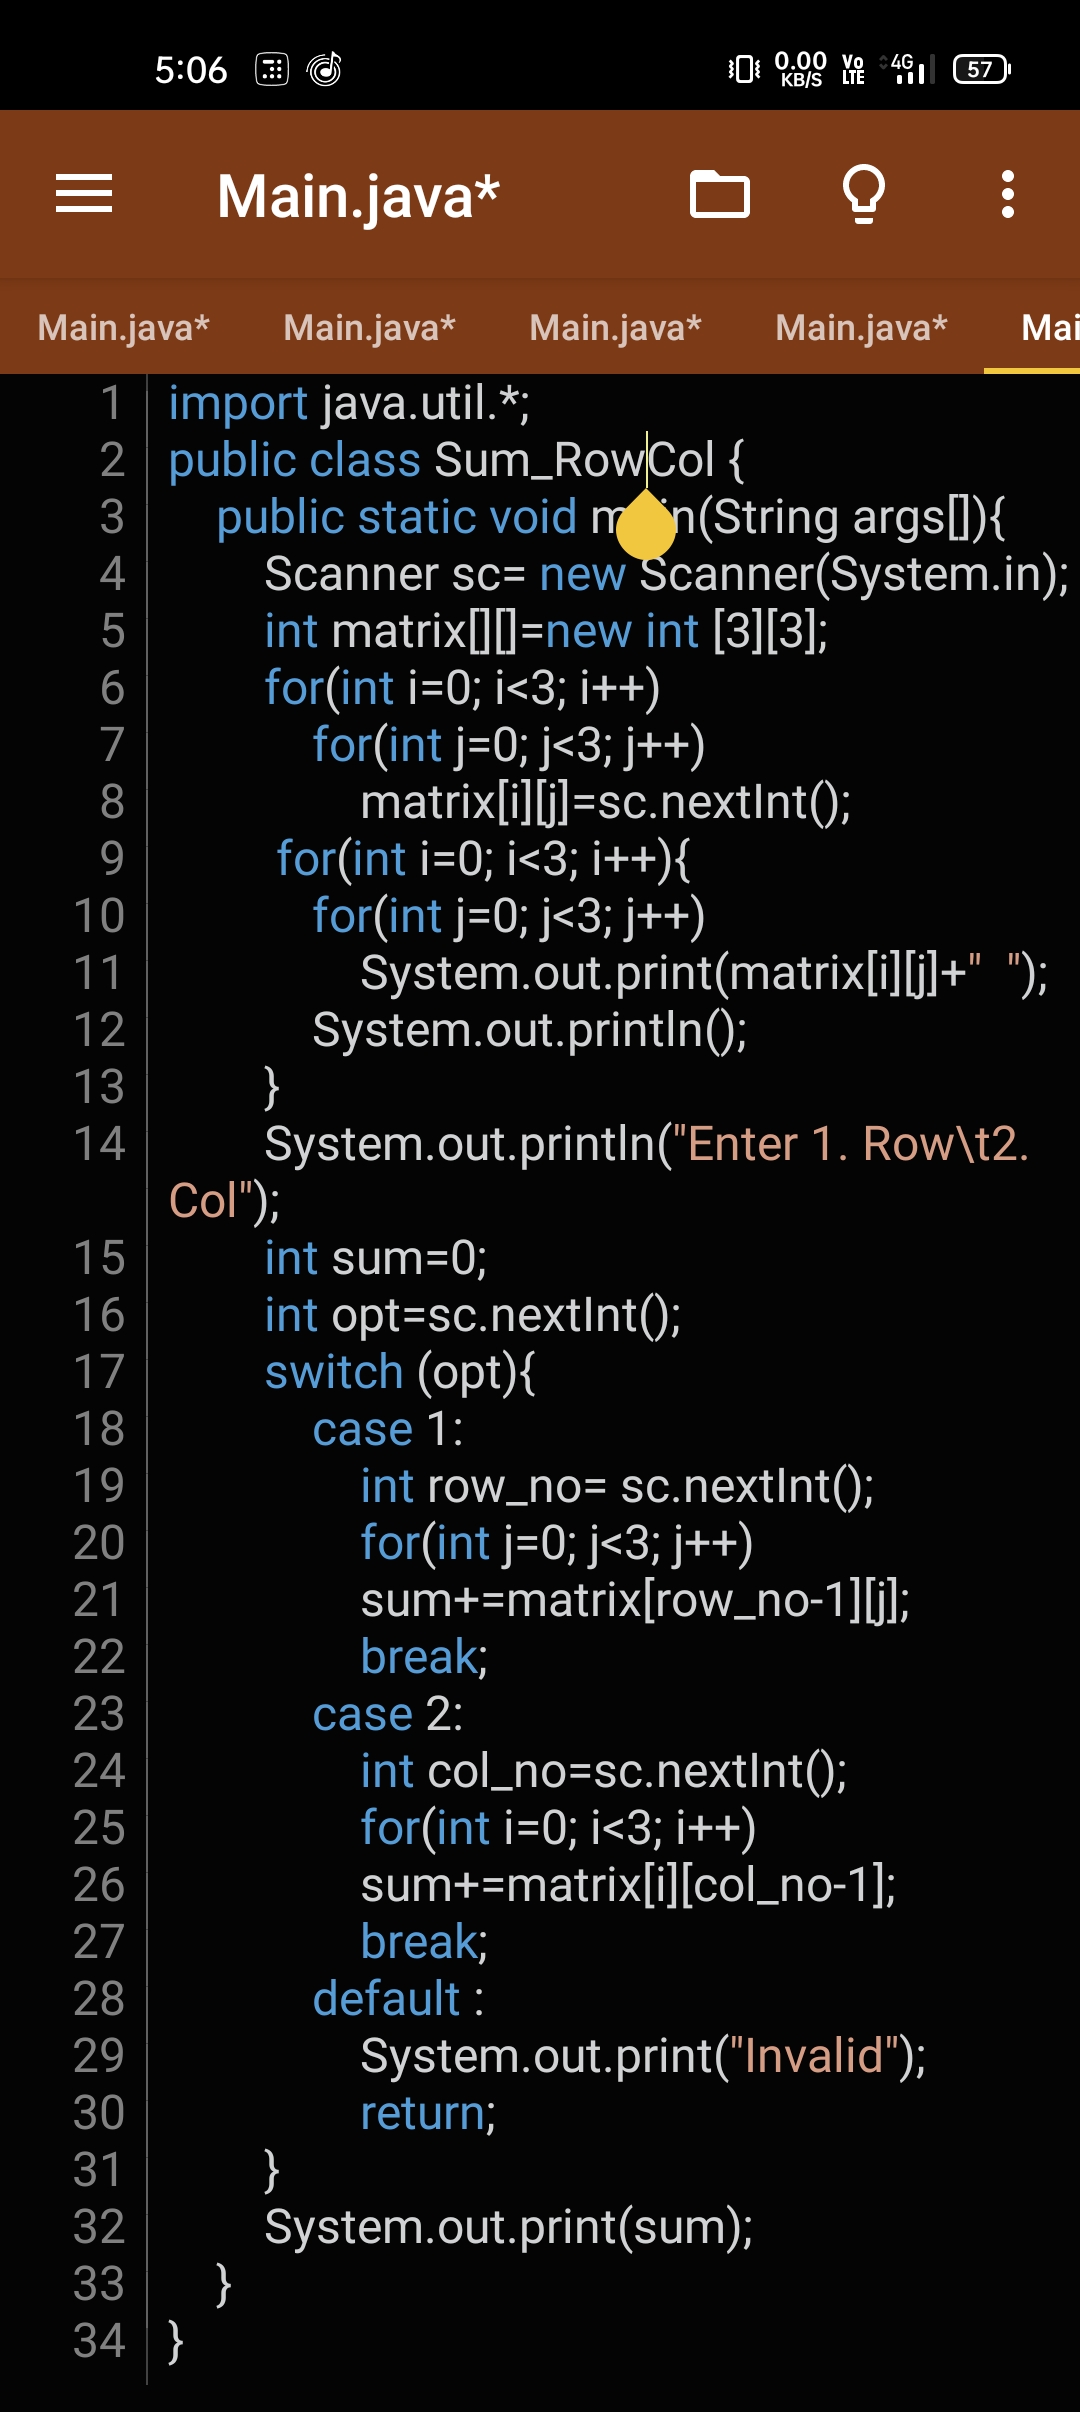 5:06 0.00 KB/S Vo LTE 4G 57
Main.java*
Main.java* Main.java* Main.java* Main.java* Mai
1 import java.util.*;
2 public class Sum_RowCol {
3 public static void main(String args[]){
4 Scanner sc= new Scanner(System.in);
5 int matrix[][]=new int [3][3];
6 for(int i=0; i<3; i++)
7 for(int j=0; j<3; j++)
8 matrix[i][j]=sc.nextInt();
9 for(int i=0; i<3; i++){
10 for(int j=0; j<3; j++)
11 System.out.print(matrix[i][j]+"  ");
12 System.out.println();
13 }
14 System.out.println("Enter 1. Row\t2.
Col");
15 int sum=0;
16 int opt=sc.nextInt();
17 switch (opt){
18 case 1:
19 int row_no= sc.nextInt();
20 for(int j=0; j<3; j++)
21 sum+=matrix[row_no-1][j];
22 break;
23 case 2:
24 int col_no=sc.nextInt();
25 for(int i=0; i<3; i++)
26 sum+=matrix[i][col_no-1];
27 break;
28 default :
29 System.out.print("Invalid");
30 return;
31 }
32 System.out.print(sum);
33 }
34 }